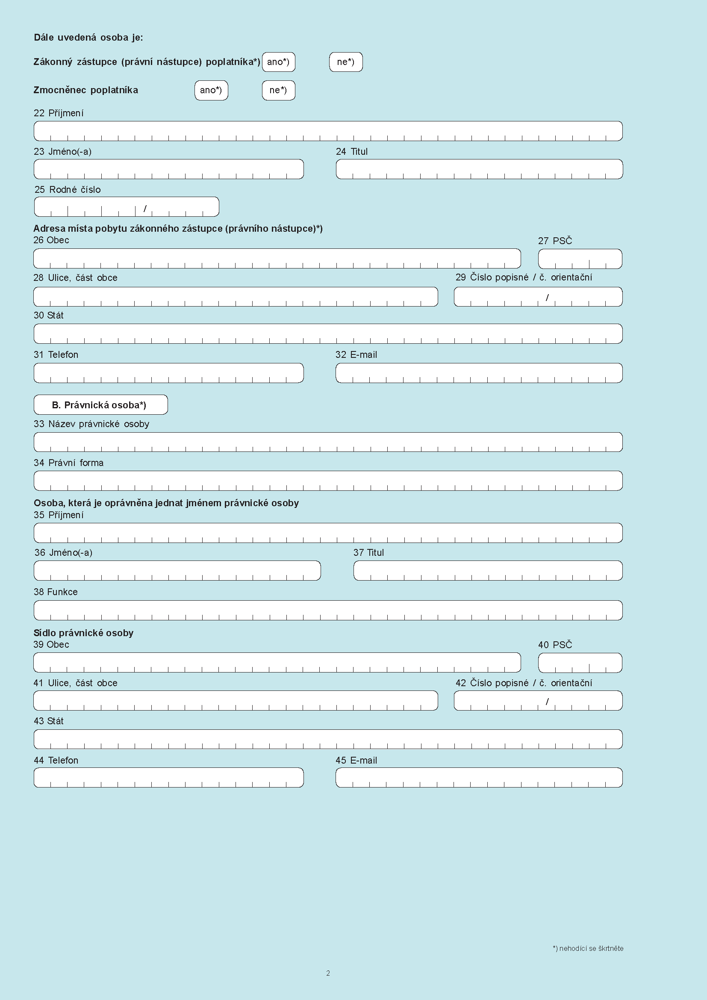 Dále uvedená osoba je:
Zákonný zástupce (právní nástupce) poplatníka*) ano*) ne*)
Zmocněnec poplatníka ano*) ne*)
22 Příjmení
23 Jméno(-a) 24 Titul
25 Rodné číslo
/
Adresa místa pobytu zákonného zástupce (právního nástupce)*)
26 Obec 27 PSČ
28 Ulice, část obce 29 Číslo popisné / č. orientační
/
30 Stát
31 Telefon 32 E-mail
B. Právnická osoba*)
33 Název právnické osoby
34 Právní forma
Osoba, která je oprávněna jednat jménem právnické osoby
35 Příjmení
36 Jméno(-a) 37 Titul
38 Funkce
Sídlo právnické osoby
39 Obec 40 PSČ
41 Ulice, část obce 42 Číslo popisné / č. orientační
/
43 Stát
44 Telefon 45 E-mail
*) nehodící se škrtněte
2